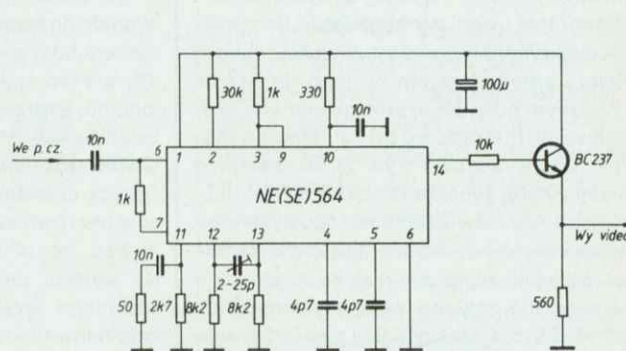 30k
1k
330
100µ
10n
10n
We p.cz.
6
1
2
3
9
10
14
10k
BC237
1k
NE(SE)564
7
11
12
13
4
5
6
Wy video
10n
2-25p
50
2k7
8k2
8k2
4p7
4p7
560